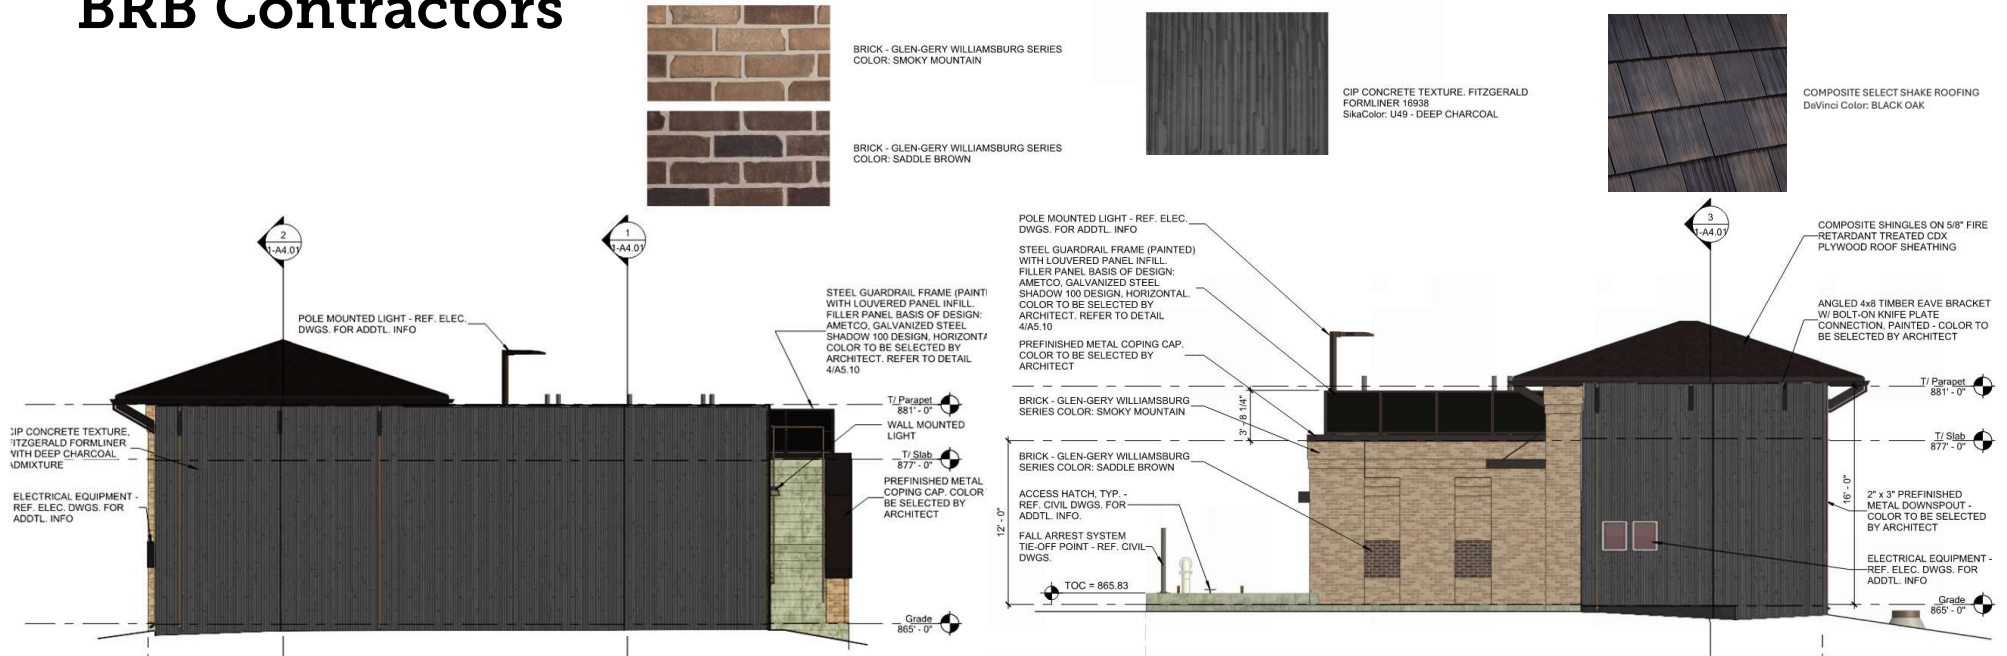 BRB Contractors
BRICK - GLEN-GERY WILLIAMSBURG SERIES
COLOR: SMOKY MOUNTAIN
BRICK - GLEN-GERY WILLIAMSBURG SERIES
COLOR: SADDLE BROWN
CIP CONCRETE TEXTURE. FITZGERALD
FORMLINER 16938
SikaColor: U49 - DEEP CHARCOAL
COMPOSITE SELECT SHAKE ROOFING
DaVinci Color: BLACK OAK
2
1-A4.01
1
1-A4.01
POLE MOUNTED LIGHT - REF. ELEC.
DWGS. FOR ADDTL. INFO
STEEL GUARDRAIL FRAME (PAINT
WITH LOUVERED PANEL INFILL.
FILLER PANEL BASIS OF DESIGN:
AMETCO, GALVANIZED STEEL
SHADOW 100 DESIGN, HORIZONTA
COLOR TO BE SELECTED BY
ARCHITECT. REFER TO DETAIL
4/A5.10
T/ Parapet
881' - 0"
WALL MOUNTED
LIGHT
T/ Slab
877' - 0"
PREFINISHED METAL
COPING CAP. COLOR
BE SELECTED BY
ARCHITECT
Grade
865' - 0"
CIP CONCRETE TEXTURE,
FITZGERALD FORMLINER
WITH DEEP CHARCOAL
ADMIXTURE
ELECTRICAL EQUIPMENT -
REF. ELEC. DWGS. FOR
ADDTL. INFO
POLE MOUNTED LIGHT - REF. ELEC.
DWGS. FOR ADDTL. INFO
STEEL GUARDRAIL FRAME (PAINTED)
WITH LOUVERED PANEL INFILL.
FILLER PANEL BASIS OF DESIGN:
AMETCO, GALVANIZED STEEL
SHADOW 100 DESIGN, HORIZONTAL.
COLOR TO BE SELECTED BY
ARCHITECT. REFER TO DETAIL
4/A5.10
PREFINISHED METAL COPING CAP.
COLOR TO BE SELECTED BY
ARCHITECT
BRICK - GLEN-GERY WILLIAMSBURG
SERIES COLOR: SMOKY MOUNTAIN
BRICK - GLEN-GERY WILLIAMSBURG
SERIES COLOR: SADDLE BROWN
ACCESS HATCH, TYP. -
REF. CIVIL DWGS. FOR
ADDTL. INFO.
FALL ARREST SYSTEM
TIE-OFF POINT - REF. CIVIL
DWGS.
TOC = 865.83
12' - 0"
3' - 8 1/4"
3
1-A4.01
COMPOSITE SHINGLES ON 5/8" FIRE
RETARDANT TREATED CDX
PLYWOOD ROOF SHEATHING
ANGLED 4x8 TIMBER EAVE BRACKET
W/ BOLT-ON KNIFE PLATE
CONNECTION, PAINTED - COLOR TO
BE SELECTED BY ARCHITECT
T/ Parapet
881' - 0"
T/ Slab
877' - 0"
16' - 0"
2" x 3" PREFINISHED
METAL DOWNSPOUT -
COLOR TO BE SELECTED
BY ARCHITECT
ELECTRICAL EQUIPMENT -
REF. ELEC. DWGS. FOR
ADDTL. INFO
Grade
865' - 0"